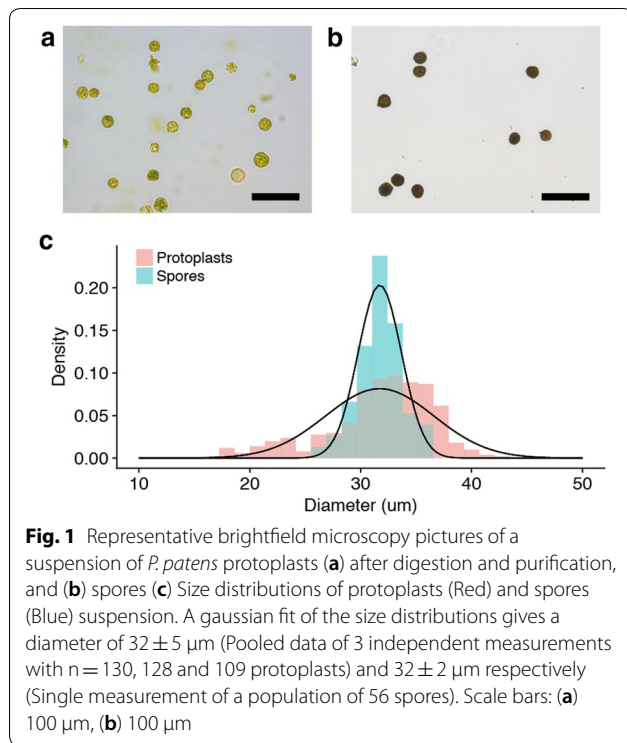 a
b
c
Protoplasts
Spores
0.20
0.15
0.10
0.05
0.00
Density
10 20 30 40 50
Diameter (um)
Fig. 1 Representative brightfield microscopy pictures of a
suspension of P. patens protoplasts (a) after digestion and purification,
and (b) spores (c) Size distributions of protoplasts (Red) and spores
(Blue) suspension. A gaussian fit of the size distributions gives a
diameter of 32 ± 5 μm (Pooled data of 3 independent measurements
with n = 130, 128 and 109 protoplasts) and 32 ± 2 μm respectively
(Single measurement of a population of 56 spores). Scale bars: (a)
100 μm, (b) 100 μm